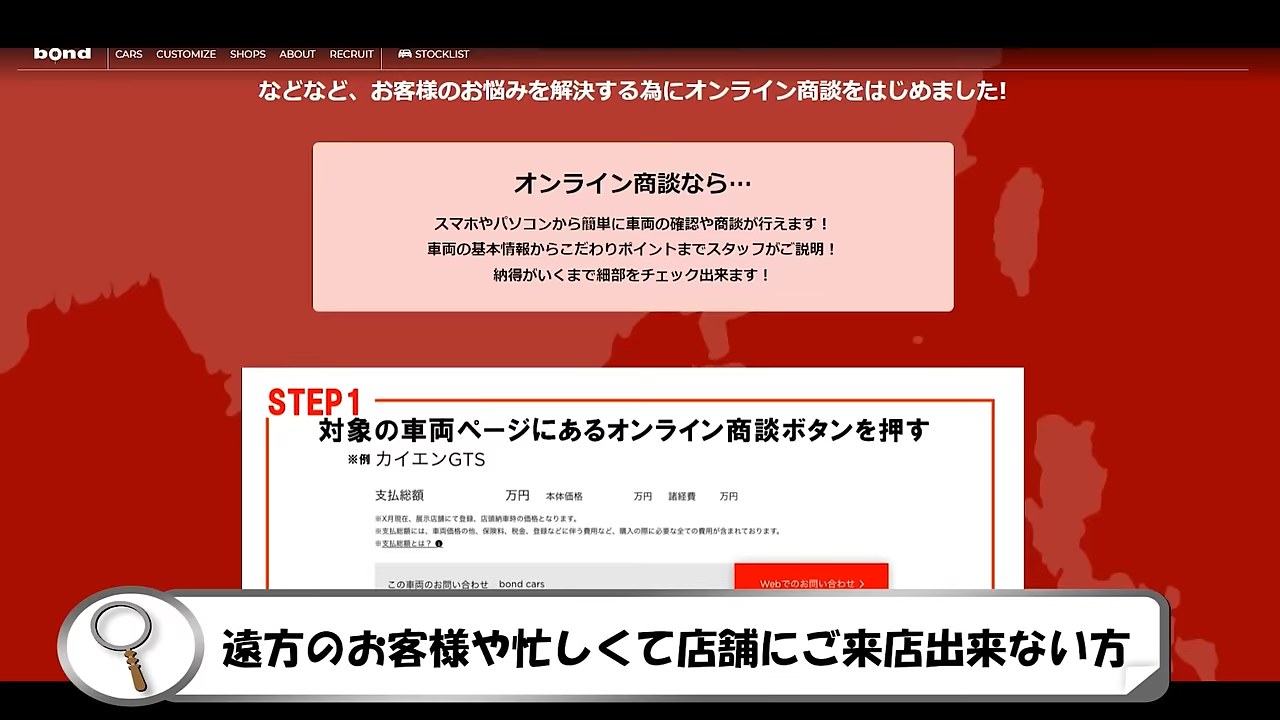 bond CARS CUSTOMIZE SHOPS ABOUT RECRUIT STOCKLIST
などなど、お客様のお悩みを解決する為にオンライン商談をはじめました!
オンライン商談なら…
スマホやパソコンから簡単に車両の確認や商談が行えます！
車両の基本情報からこだわりポイントまでスタッフがご説明！
納得がいくまで細部をチェック出来ます！
STEP1
対象の車両ページにあるオンライン商談ボタンを押す
※例 カイエンGTS
支払総額 万円 本体価格 万円 諸経費 万円
※X月現在、展示店舗にて登録、店頭納車時の価格となります。
※支払総額には、車両価格の他、保険料、税金、登録などに伴う費用など、購入の際に必要な全ての費用が含まれております。
※支払総額とは？
この車両のお問い合わせ bond cars Webでのお問い合わせ
遠方のお客様や忙しくて店舗にご来店出来ない方